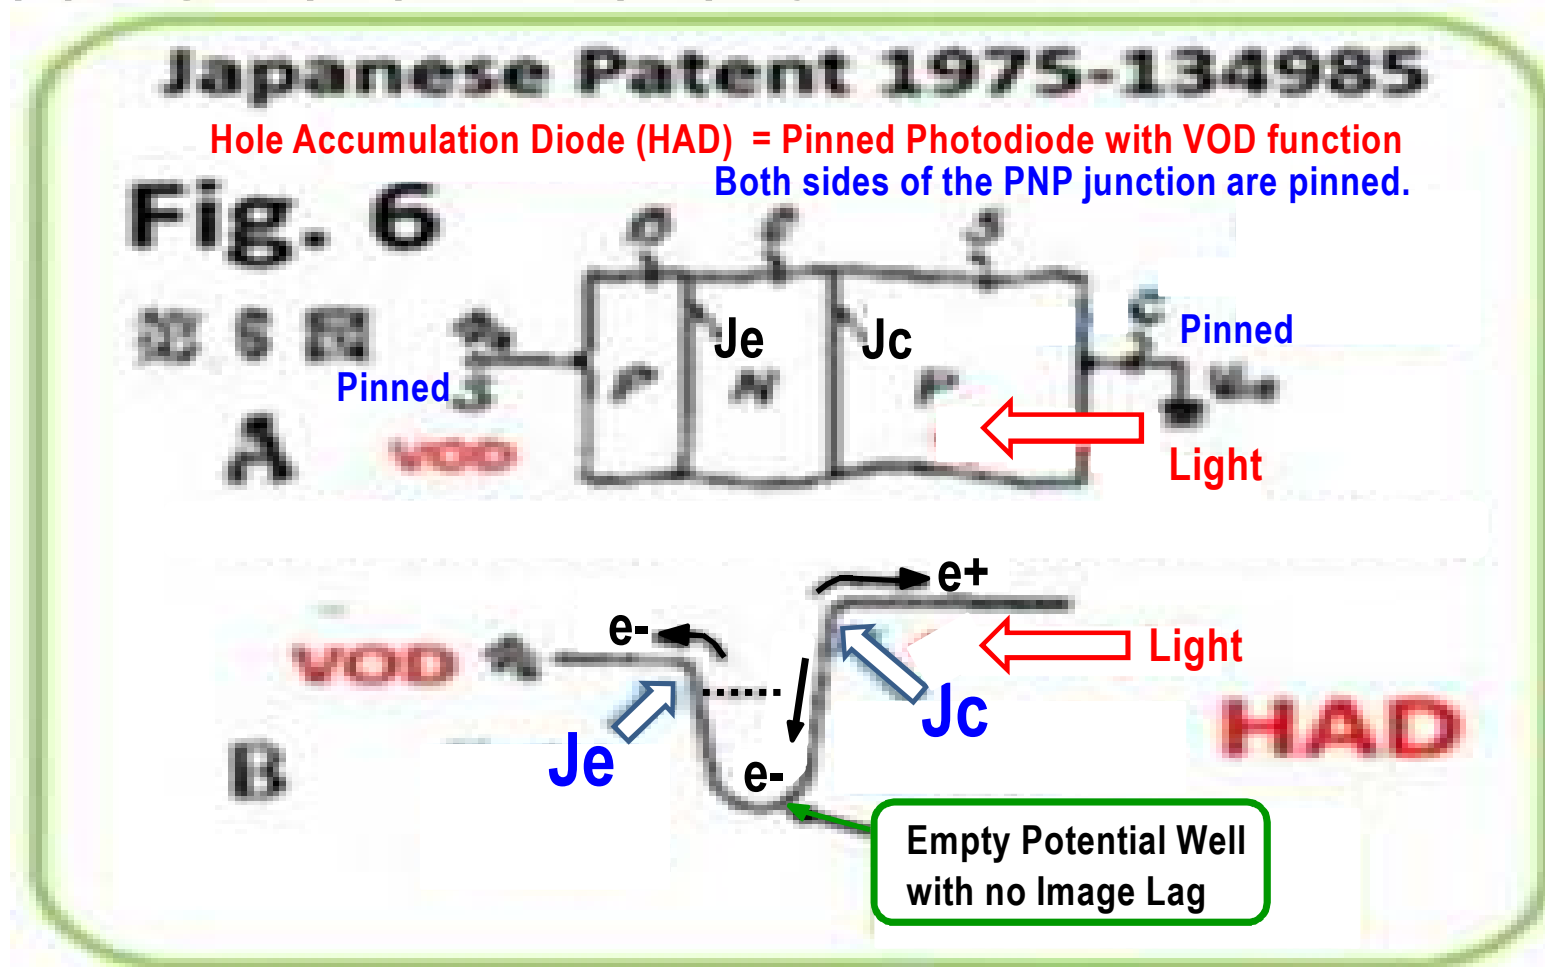 Japanese Patent 1975-134985
Hole Accumulation Diode (HAD) = Pinned Photodiode with VOD function
Both sides of the PNP junction are pinned.
Fig. 6
6
Je
Jc
C
Pinned
Pinned
P
N
P
A
VOD
Light
e+
e-
VOD
Light
Je
Jc
HAD
B
e-
Empty Potential Well
with no Image Lag